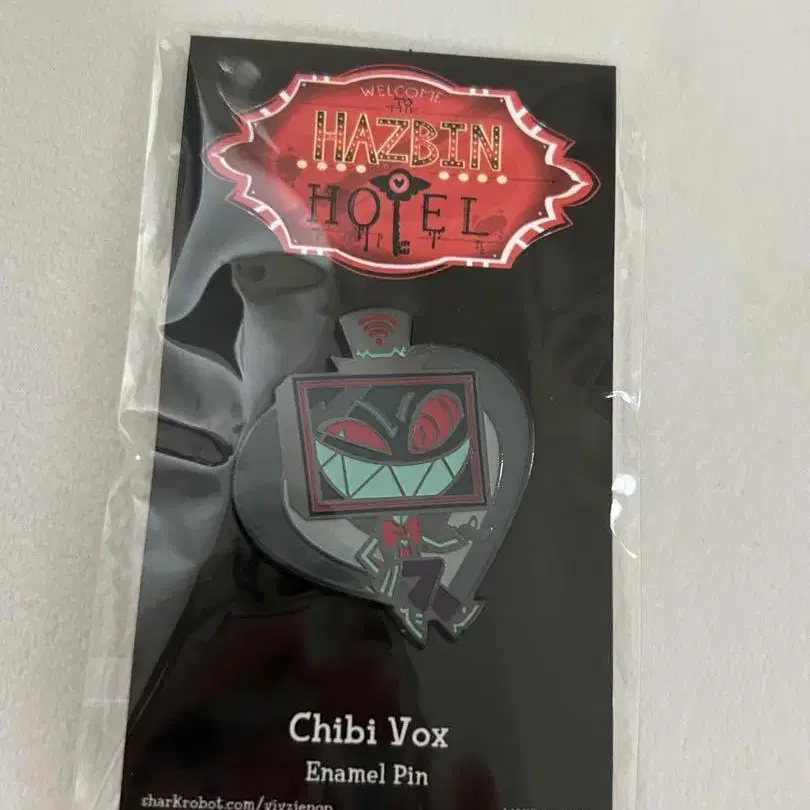 WELCOME
TO
THE
HAZBIN
HOTEL
Chibi Vox
Enamel Pin
sharkrobot.com/vivziepop